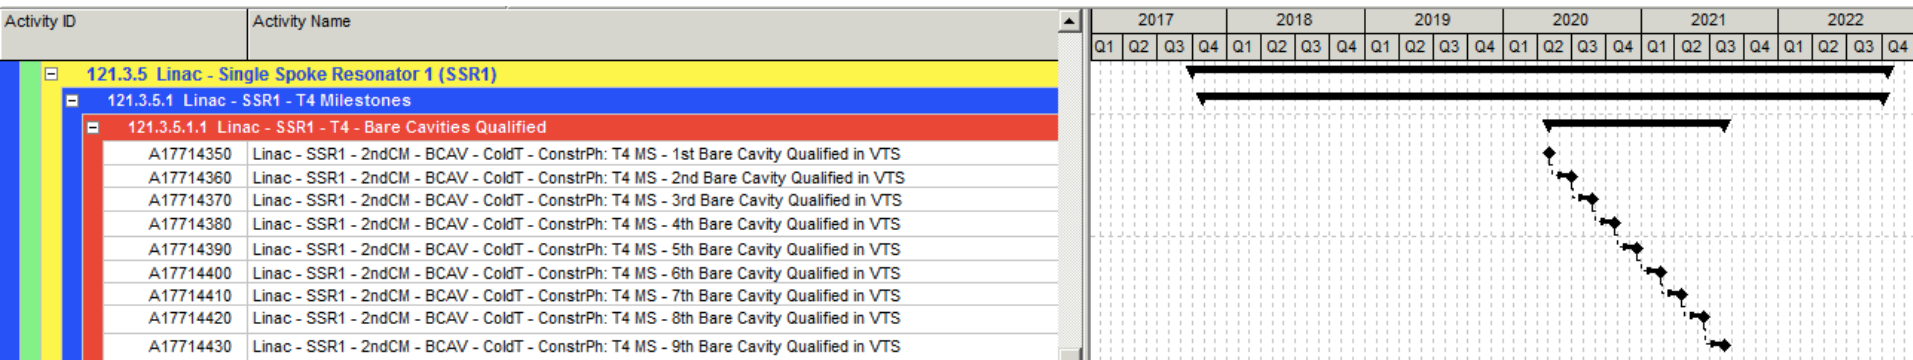 Activity ID Activity Name 2017 2018 2019 2020 2021 2022
Q1 Q2 Q3 Q4 Q1 Q2 Q3 Q4 Q1 Q2 Q3 Q4 Q1 Q2 Q3 Q4 Q1 Q2 Q3 Q4 Q1 Q2 Q3 Q4
121.3.5 Linac - Single Spoke Resonator 1 (SSR1)
121.3.5.1 Linac - SSR1 - T4 Milestones
121.3.5.1.1 Linac - SSR1 - T4 - Bare Cavities Qualified
A17714350 Linac - SSR1 - 2ndCM - BCAV - ColdT - ConstrPh: T4 MS - 1st Bare Cavity Qualified in VTS
A17714360 Linac - SSR1 - 2ndCM - BCAV - ColdT - ConstrPh: T4 MS - 2nd Bare Cavity Qualified in VTS
A17714370 Linac - SSR1 - 2ndCM - BCAV - ColdT - ConstrPh: T4 MS - 3rd Bare Cavity Qualified in VTS
A17714380 Linac - SSR1 - 2ndCM - BCAV - ColdT - ConstrPh: T4 MS - 4th Bare Cavity Qualified in VTS
A17714390 Linac - SSR1 - 2ndCM - BCAV - ColdT - ConstrPh: T4 MS - 5th Bare Cavity Qualified in VTS
A17714400 Linac - SSR1 - 2ndCM - BCAV - ColdT - ConstrPh: T4 MS - 6th Bare Cavity Qualified in VTS
A17714410 Linac - SSR1 - 2ndCM - BCAV - ColdT - ConstrPh: T4 MS - 7th Bare Cavity Qualified in VTS
A17714420 Linac - SSR1 - 2ndCM - BCAV - ColdT - ConstrPh: T4 MS - 8th Bare Cavity Qualified in VTS
A17714430 Linac - SSR1 - 2ndCM - BCAV - ColdT - ConstrPh: T4 MS - 9th Bare Cavity Qualified in VTS